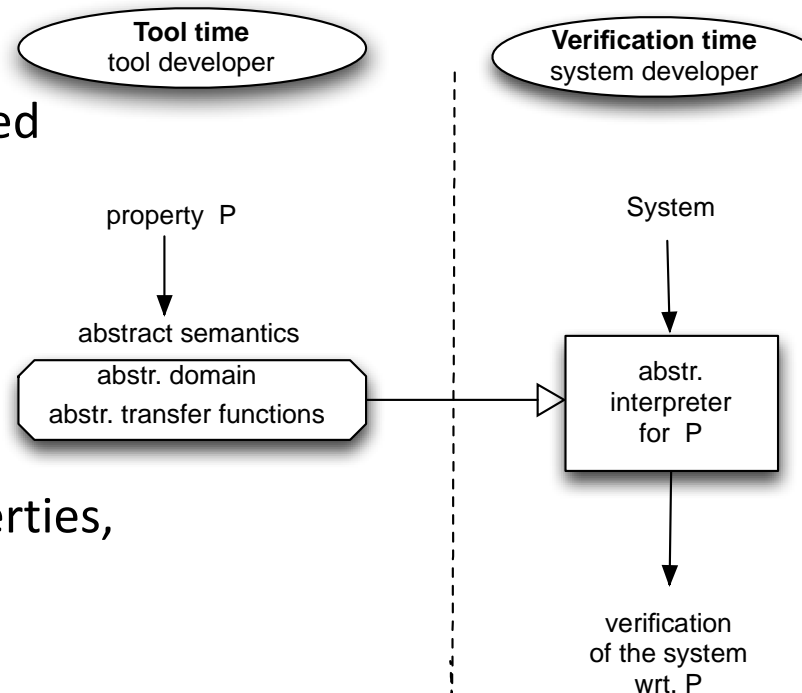 Tool time
tool developer
Verification time
system developer
ed
property P
System
abstract semantics
abstr. domain
abstr. transfer functions
abstr.
interpreter
for P
erties,
verification
of the system
wrt. P